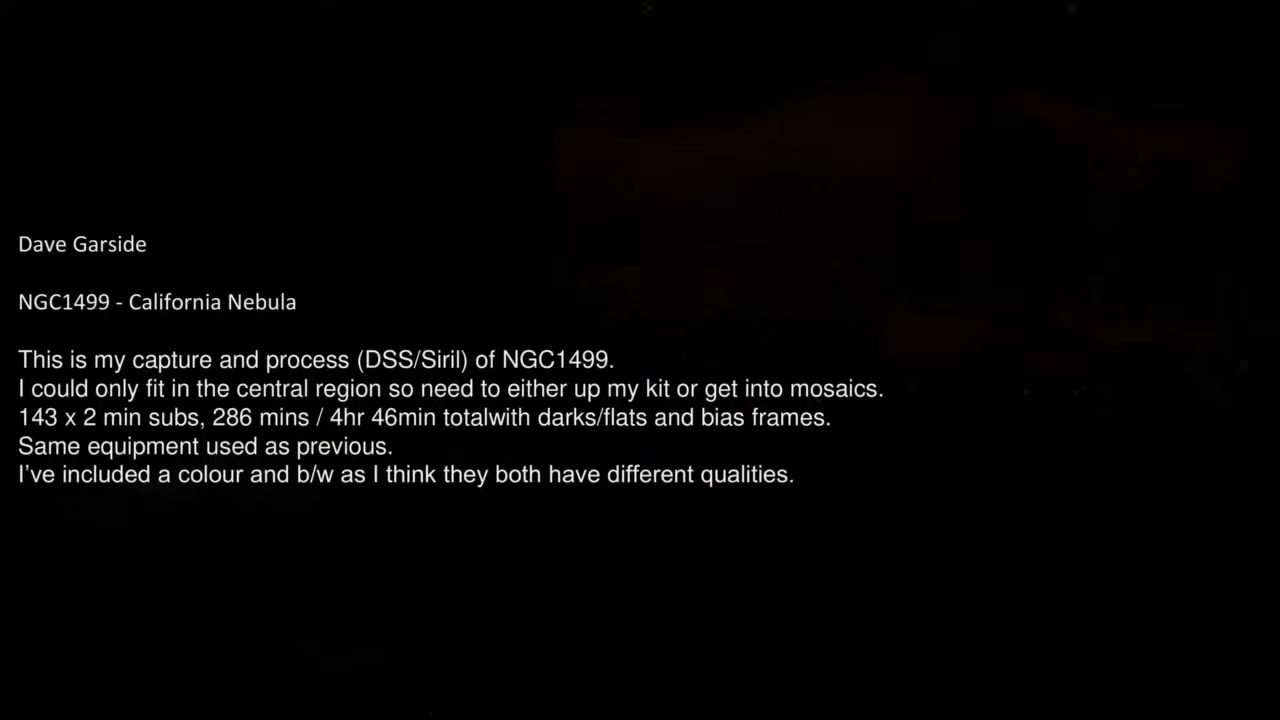 Dave Garside
NGC1499 - California Nebula
This is my capture and process (DSS/Siril) of NGC1499.
I could only fit in the central region so need to either up my kit or get into mosaics.
143 x 2 min subs, 286 mins / 4hr 46min totalwith darks/flats and bias frames.
Same equipment used as previous.
I’ve included a colour and b/w as I think they both have different qualities.